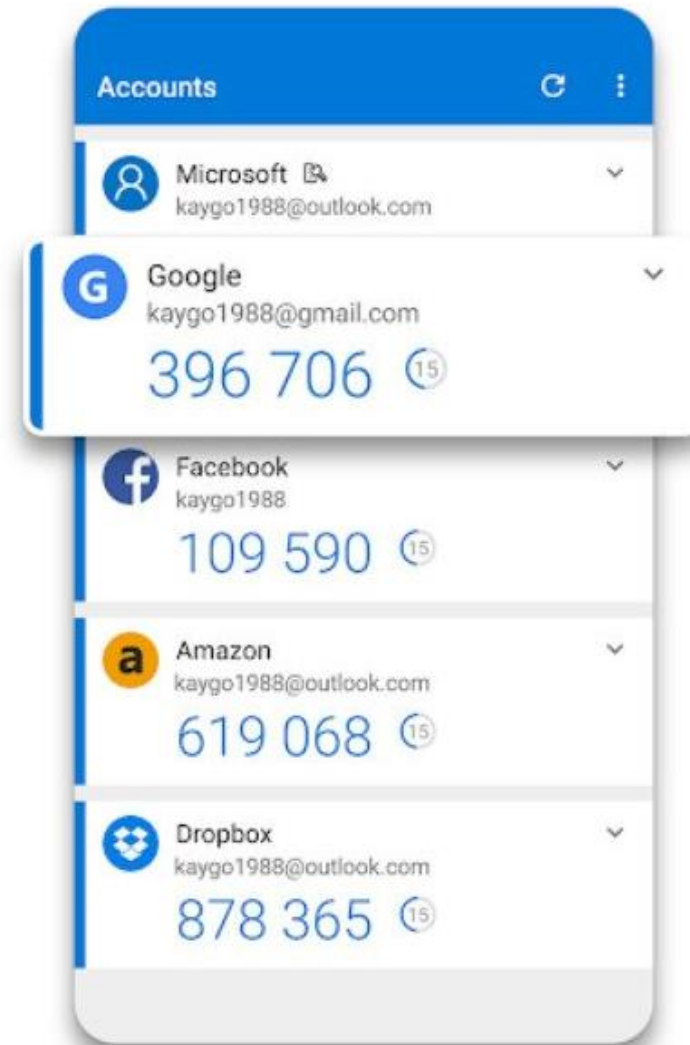 Accounts
Microsoft
kaygo1988@outlook.com
G
Google
kaygo1988@gmail.com
396 706 15
f
Facebook
kaygo1988
109 590 15
a
Amazon
kaygo1988@outlook.com
619 068 15
Dropbox
kaygo1988@outlook.com
878 365 15